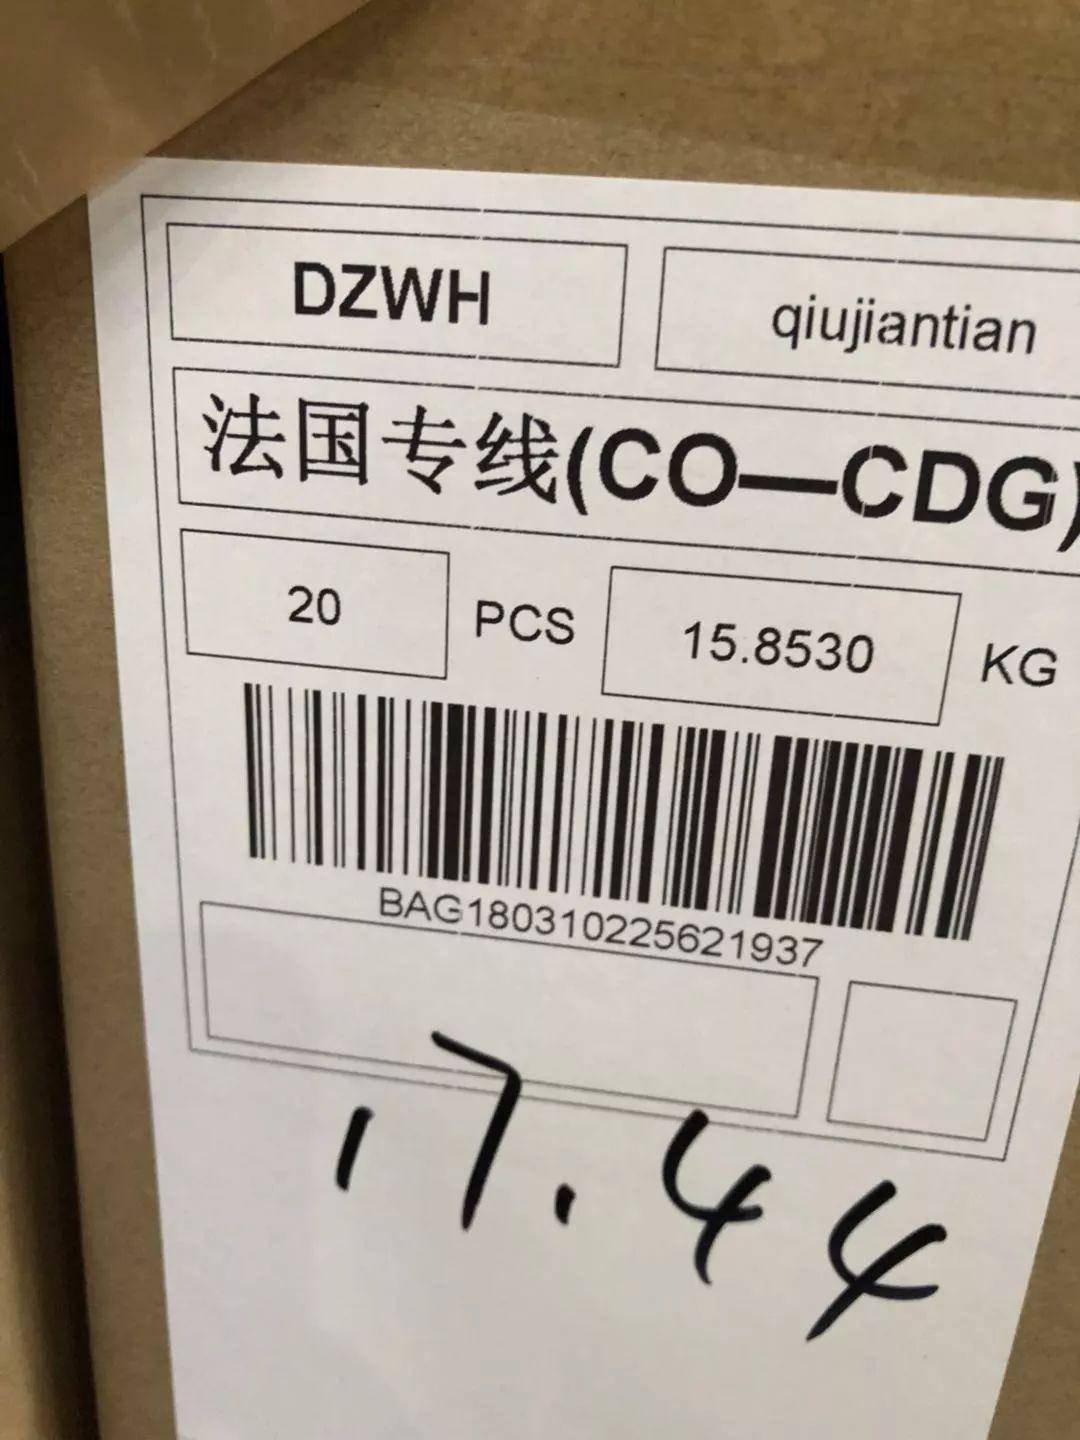 DZWH
qiujiantian
法国专线(CO—CDG)
20 PCS 15.8530 KG
BAG180310225621937
17.44